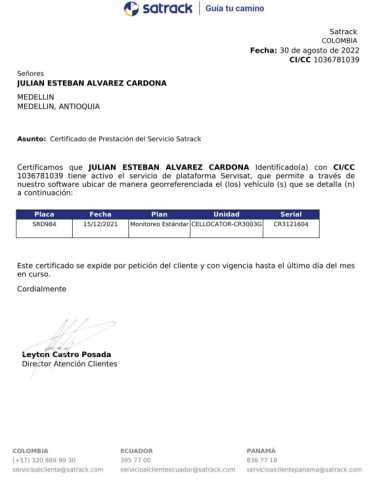 satrack Guía tu camino
Satrack
COLOMBIA
Fecha: 30 de agosto de 2022
CI/CC 1036781039
Señores
JULIAN ESTEBAN ALVAREZ CARDONA
MEDELLIN
MEDELLIN, ANTIOQUIA
Asunto: Certificado de Prestación del Servicio Satrack
Certificamos que JULIAN ESTEBAN ALVAREZ CARDONA Identificado(a) con CI/CC
1036781039 tiene activo el servicio de plataforma Servisat, que permite a través de
nuestro software ubicar de manera georreferenciada el (los) vehículo (s) que se detalla (n)
a continuación:
Placa Fecha Plan Unidad Serial
SRD984 15/12/2021 Monitoreo Estándar CELLOCATOR-CR3003G CR3121604
Este certificado se expide por petición del cliente y con vigencia hasta el último día del mes
en curso.
Cordialmente
Leyton Castro Posada
Director Atención Clientes
COLOMBIA ECUADOR PANAMÁ
(+57) 320 889 99 30 395 77 00 836 77 18
servicioalcliente@satrack.com servicioalclienteecuador@satrack.com servicioalclientepanama@satrack.com